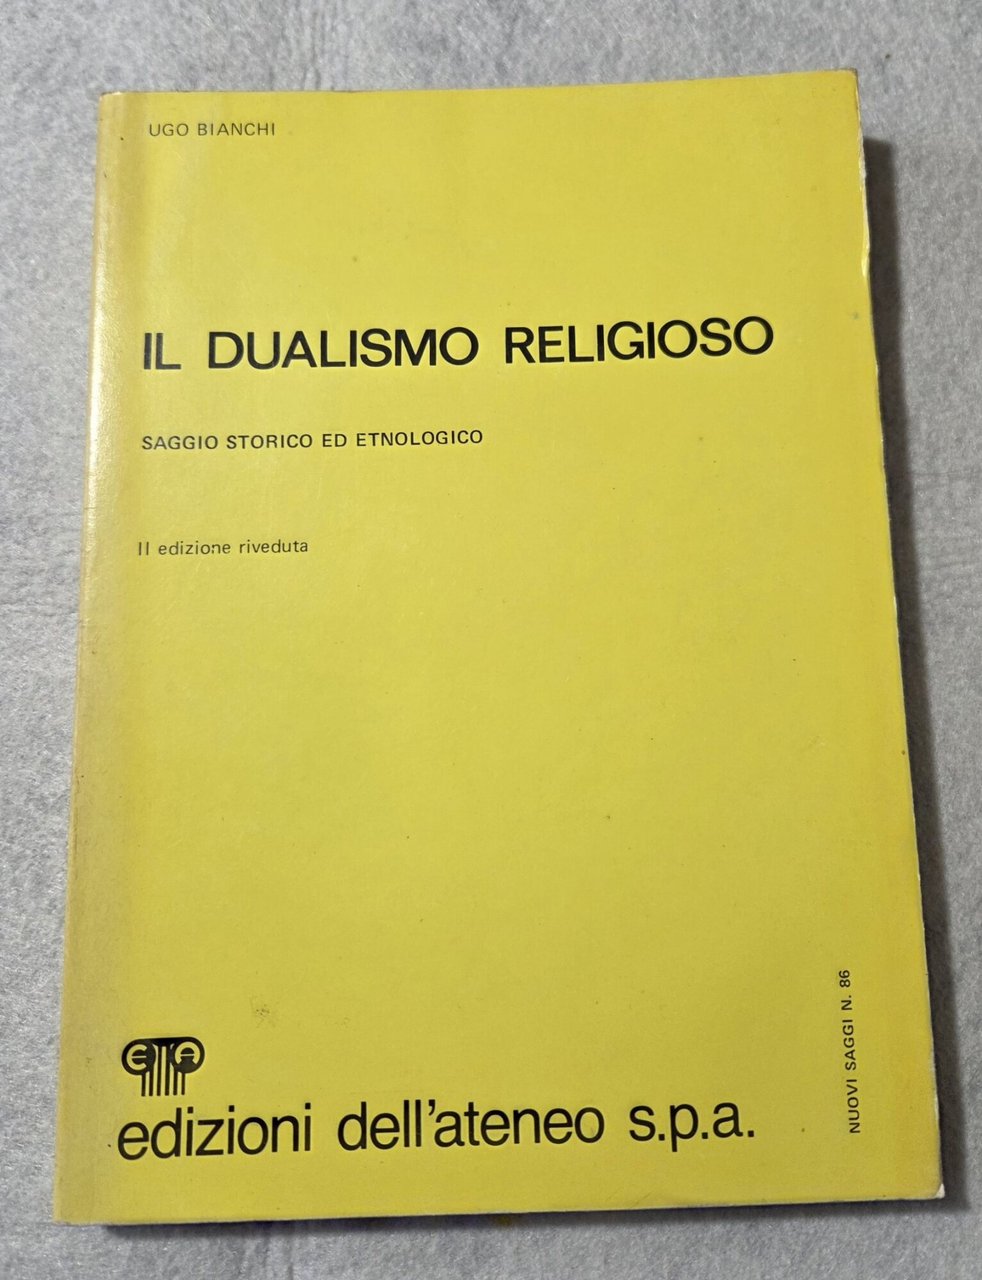 UGO BIANCHI
IL DUALISMO RELIGIOSO
SAGGIO STORICO ED ETNOLOGICO
II edizione riveduta
NUOVI SAGGI N. 86
E A
edizioni dell'ateneo s.p.a.